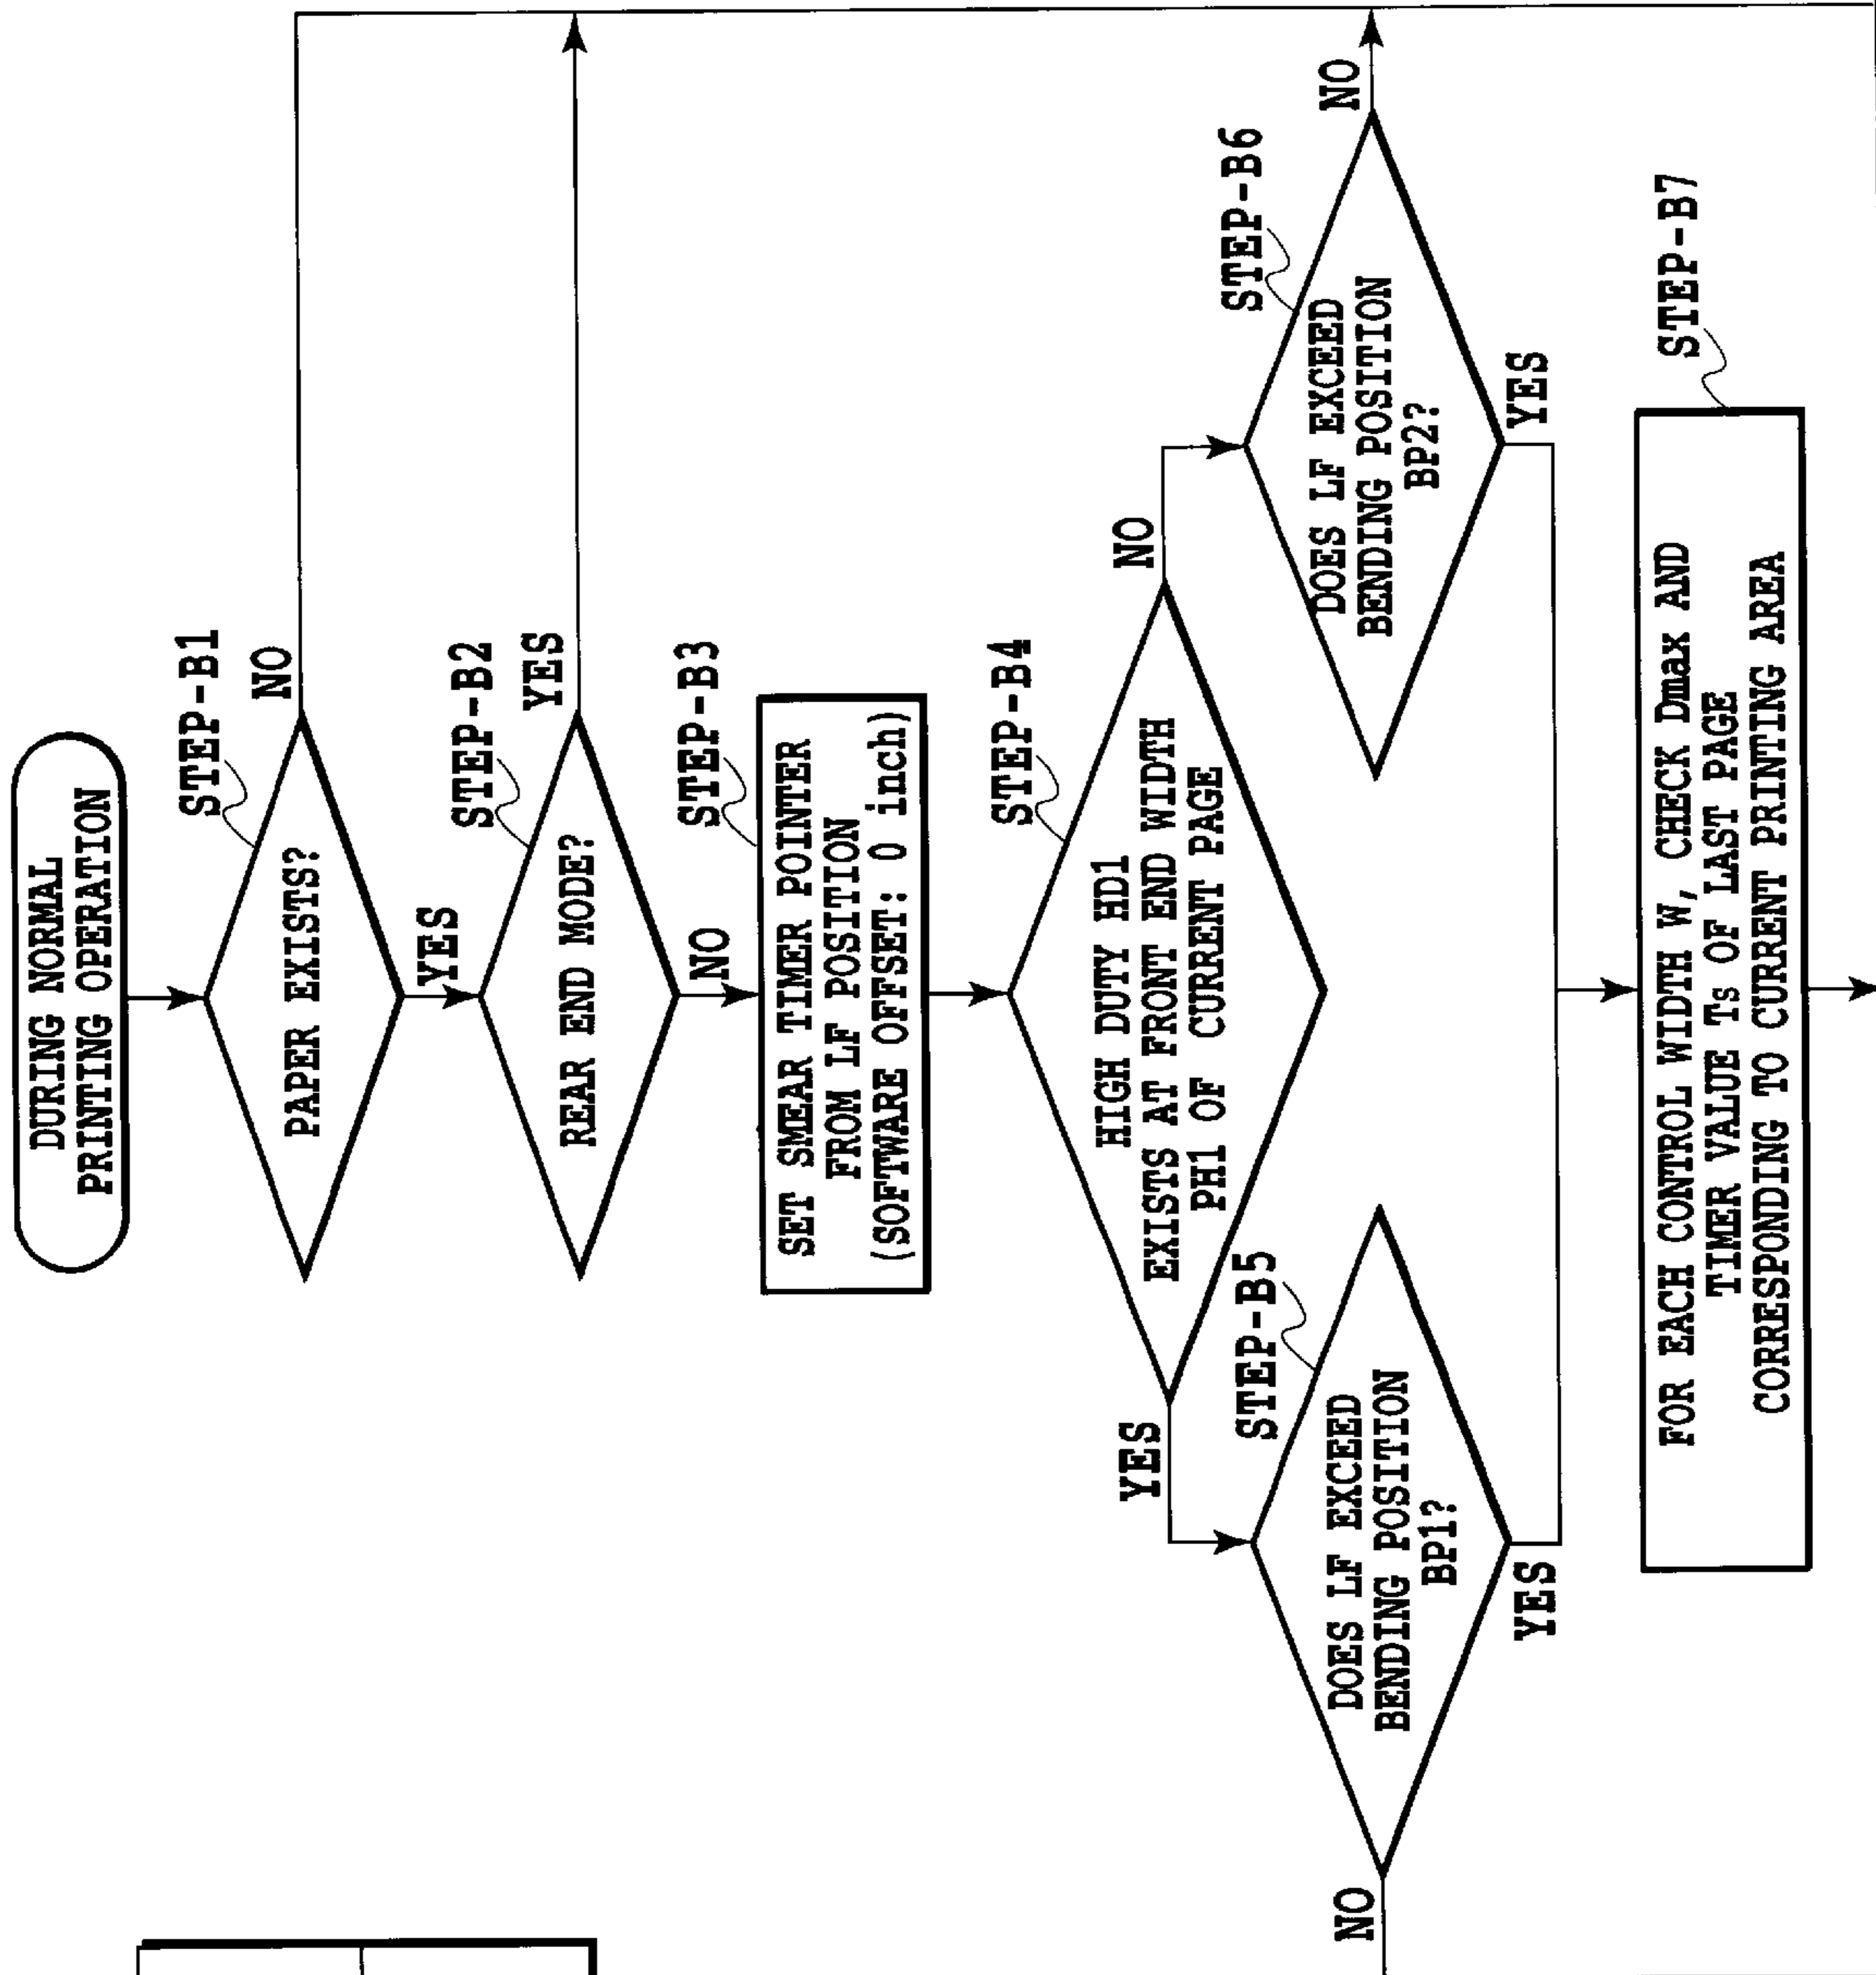 DURING NORMAL
PRINTING OPERATION
STEP-B1
PAPER EXISTS?
NO
YES
STEP-B2
REAR END MODE?
YES
NO
STEP-B3
SET SMEAR TIMER POINTER
FROM LF POSITION
(SOFTWARE OFFSET: 0 inch)
STEP-B4
HIGH DUTY HD1
EXISTS AT FRONT END WIDTH
PH1 OF CURRENT PAGE
YES
NO
STEP-B5
DOES LF EXCEED
BENDING POSITION
BP1?
NO
YES
STEP-B6
DOES LF EXCEED
BENDING POSITION
BP2?
NO
YES
STEP-B7
FOR EACH CONTROL WIDTH W, CHECK Dmax AND
TIMER VALUE Ts OF LAST PAGE
CORRESPONDING TO CURRENT PRINTING AREA